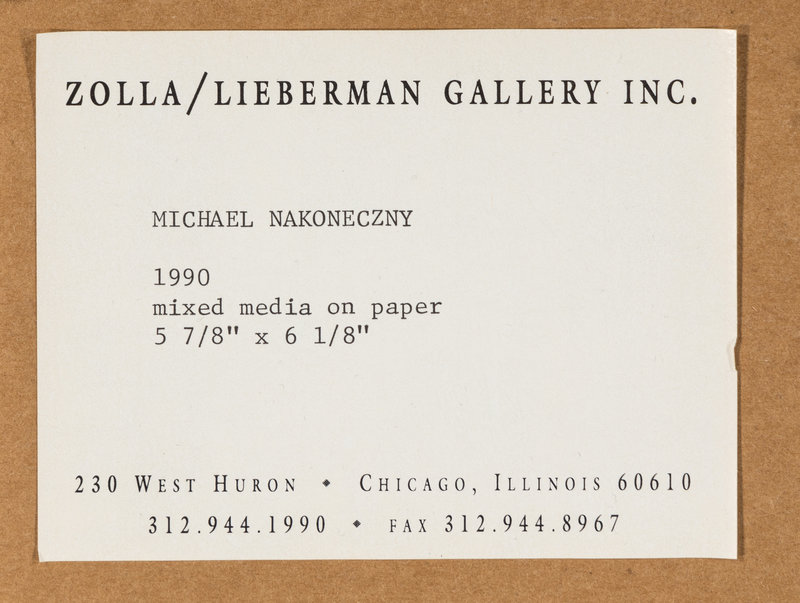 ZOLLA/LIEBERMAN GALLERY INC.
MICHAEL NAKONECZNY
1990
mixed media on paper
5 7/8" x 6 1/8"
230 WEST HURON ◆ CHICAGO, ILLINOIS 60610
312.944.1990 ◆ FAX 312.944.8967